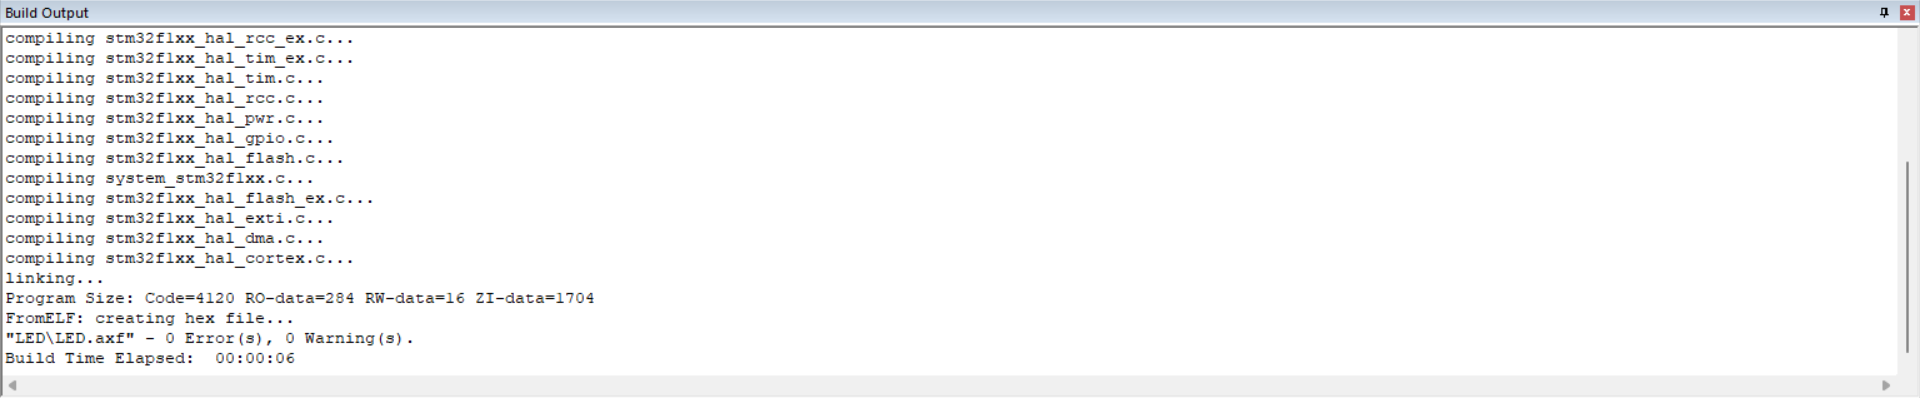 Build Output
compiling stm32f1xx_hal_rcc_ex.c...
compiling stm32f1xx_hal_tim_ex.c...
compiling stm32f1xx_hal_tim.c...
compiling stm32f1xx_hal_rcc.c...
compiling stm32f1xx_hal_pwr.c...
compiling stm32f1xx_hal_gpio.c...
compiling stm32f1xx_hal_flash.c...
compiling system_stm32f1xx.c...
compiling stm32f1xx_hal_flash_ex.c...
compiling stm32f1xx_hal_exti.c...
compiling stm32f1xx_hal_dma.c...
compiling stm32f1xx_hal_cortex.c...
linking...
Program Size: Code=4120 RO-data=284 RW-data=16 ZI-data=1704
FromELF: creating hex file...
"LED\LED.axf" - 0 Error(s), 0 Warning(s).
Build Time Elapsed:  00:00:06